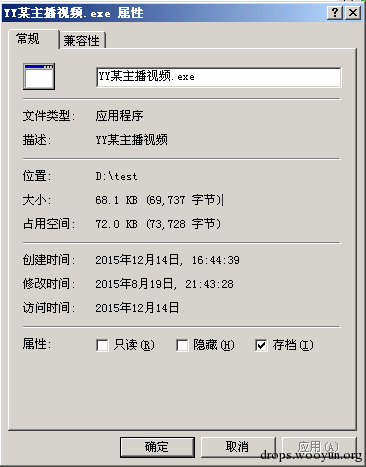 YY某主播视频.exe 属性
常规 兼容性
YY某主播视频.exe
文件类型: 应用程序
描述: YY某主播视频
位置: D:\test
大小: 68.1 KB (69,737 字节)
占用空间: 72.0 KB (73,728 字节)
创建时间: 2015年12月14日, 16:44:39
修改时间: 2015年8月19日, 21:43:28
访问时间: 2015年12月14日
属性: 只读(R) 隐藏(H) 存档(I)
确定 取消 应用(A)
drops.wooyun.org